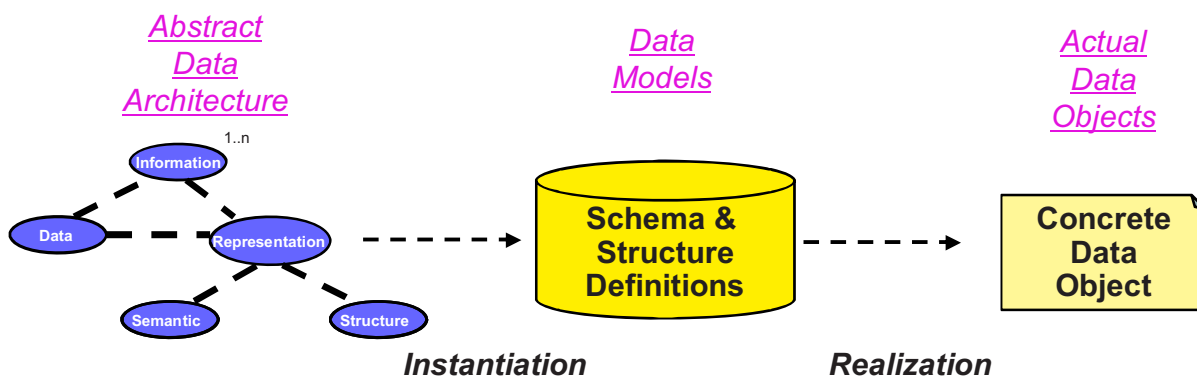 Abstract
Data
Architecture
Data
Models
Actual
Data
Objects
1..n
Information
Data
Representation
Semantic
Structure
Schema &
Structure
Definitions
Concrete
Data
Object
Instantiation
Realization